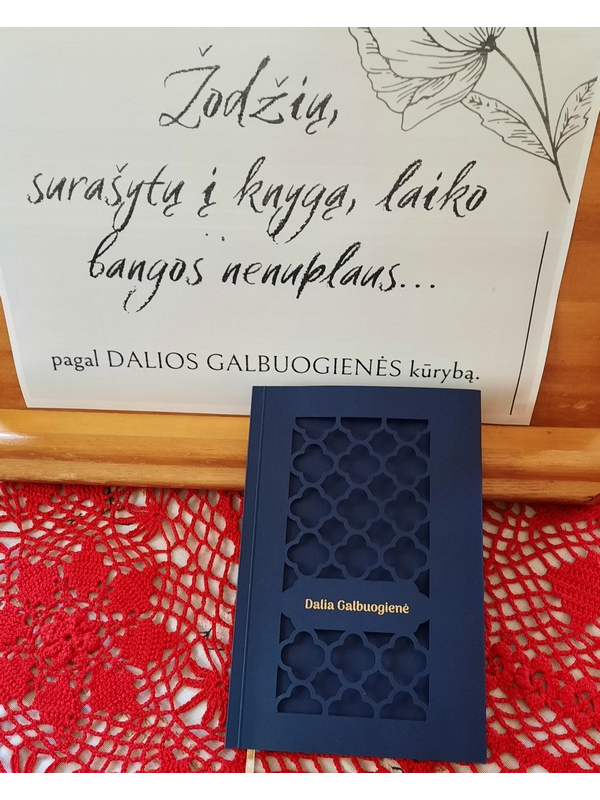 Žodžių,
surašytų į knygą, laiko
bangos nenuplaus...
pagal DALIOS GALBUOGIENĖS kūrybą.
Dalia Galbuogienė